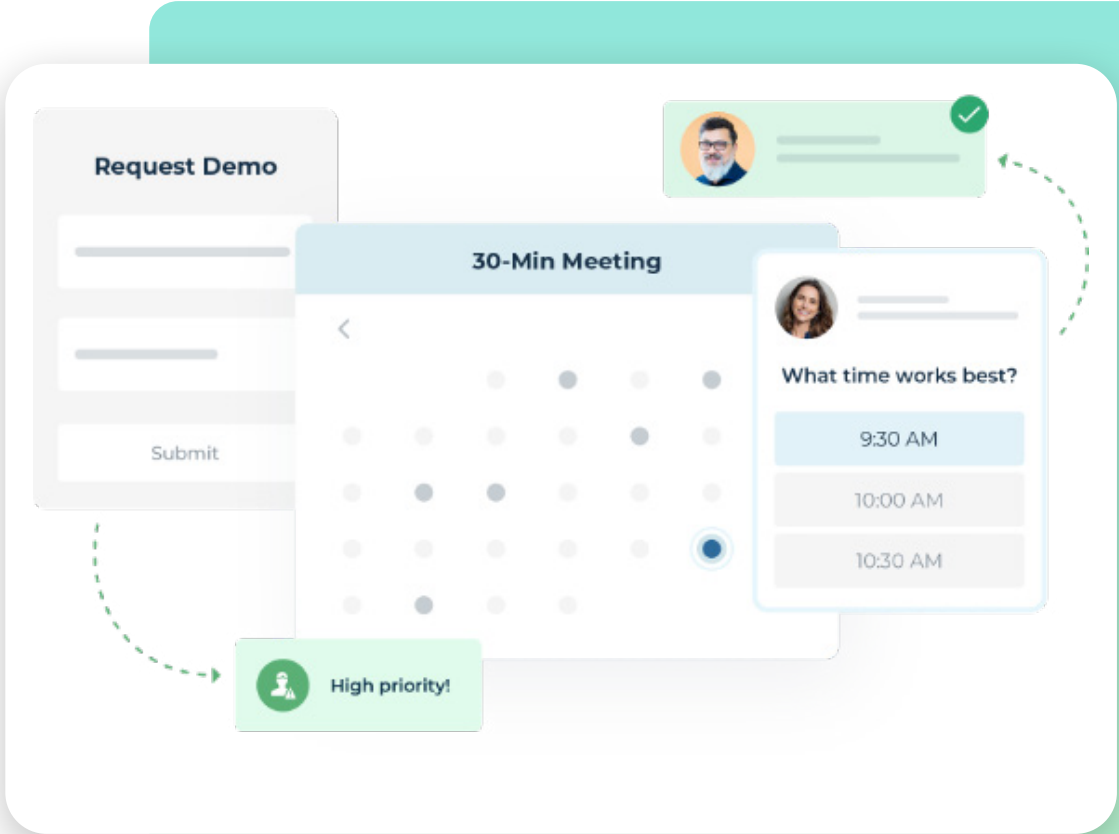 Request Demo
Submit
30-Min Meeting
What time works best?
9:30 AM
10:00 AM
10:30 AM
High priority!